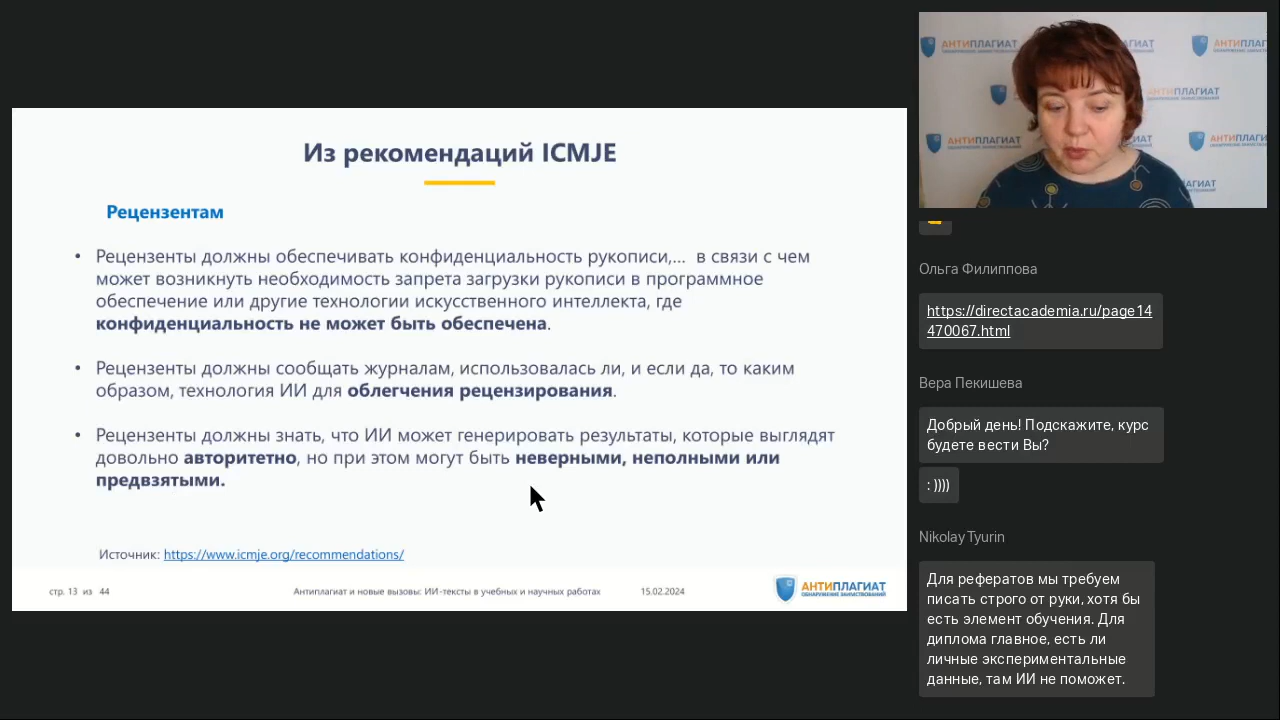 Из рекомендаций ICMJE
Рецензентам
• Рецензенты должны обеспечивать конфиденциальность рукописи,... в связи с чем
может возникнуть необходимость запрета загрузки рукописи в программное
обеспечение или другие технологии искусственного интеллекта, где
конфиденциальность не может быть обеспечена.
• Рецензенты должны сообщать журналам, использовалась ли, и если да, то каким
образом, технология ИИ для облегчения рецензирования.
• Рецензенты должны знать, что ИИ может генерировать результаты, которые выглядят
довольно авторитетно, но при этом могут быть неверными, неполными или
предвзятыми.
Источник: https://www.icmje.org/recommendations/
стр. 13 из 44
Антиплагиат и новые вызовы: ИИ-тексты в учебных и научных работах
15.02.2024
АНТИПЛАГИАТ
ОБНАРУЖЕНИЕ ЗАИМСТВОВАНИЙ
АНТИПЛАГИАТ
Ольга Филиппова
https://directacademia.ru/page14
470067.html
Вера Пекишева
Добрый день! Подскажите, курс
будете вести Вы?
: ))))
Nikolay Tyurin
Для рефератов мы требуем
писать строго от руки, хотя бы
есть элемент обучения. Для
диплома главное, есть ли
личные экспериментальные
данные, там ИИ не поможет.